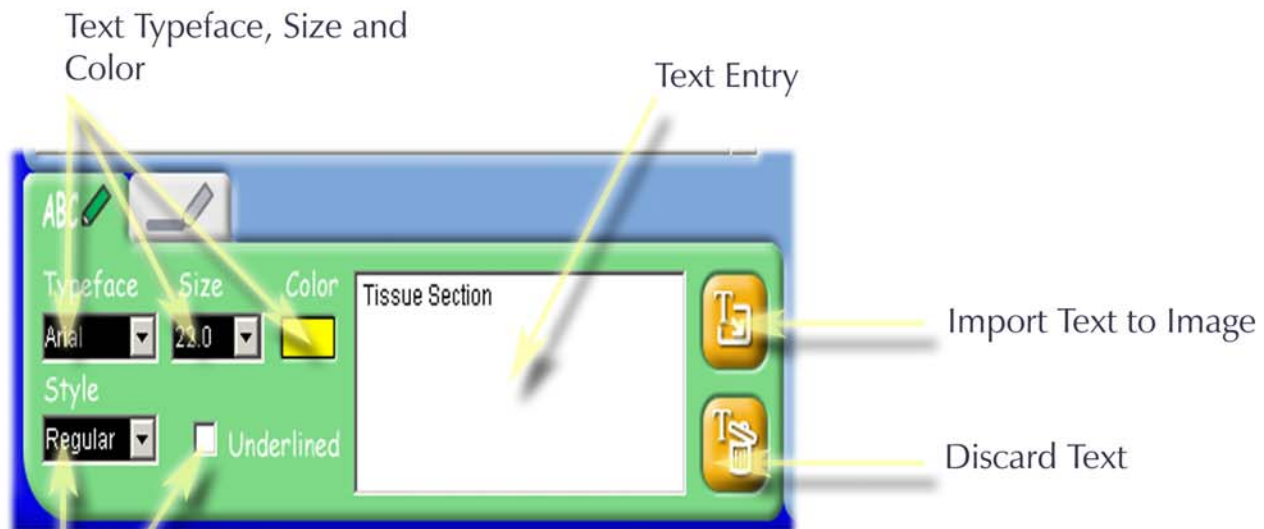 Text Typeface, Size and
Color
Text Entry
ABC
Typeface Size Color
Tissue Section
Arial 22.0
Import Text to Image
Style
Regular Underlined
T
T
Discard Text